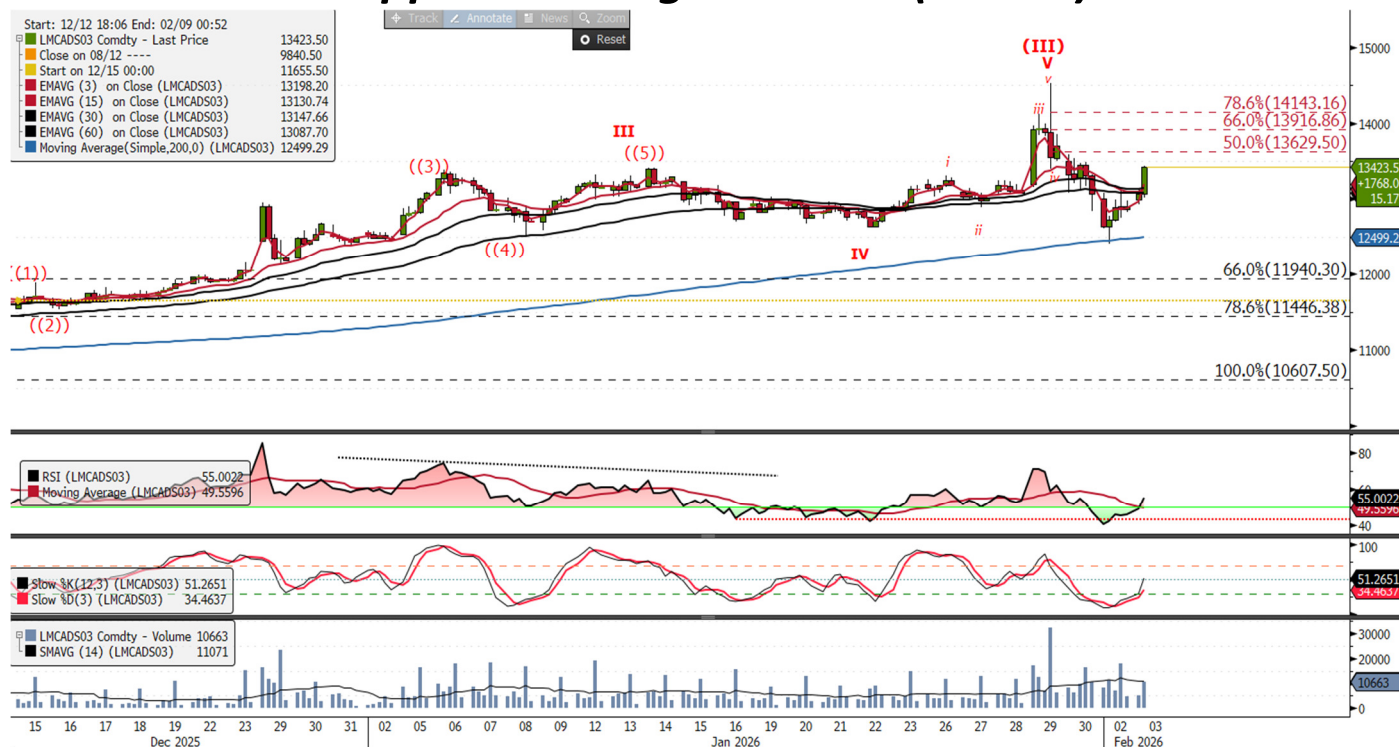 Track Annotate News Zoom
Reset
Start: 12/12 18:06 End: 02/09 00:52
LMCADS03 Comdty - Last Price 13423.50
Close on 08/12 ---- 9840.50
Start on 12/15 00:00 11655.50
EMAVG (3) on Close (LMCADS03) 13198.20
EMAVG (15) on Close (LMCADS03) 13130.74
EMAVG (30) on Close (LMCADS03) 13147.66
EMAVG (60) on Close (LMCADS03) 13087.70
Moving Average(Simple,200,0) (LMCADS03) 12499.29
(III)
V
v
iii
iv
III
((5))
((3))
((4))
i
ii
IV
((2))
78.6%(14143.16)
66.0%(13916.86)
50.0%(13629.50)
66.0%(11940.30)
78.6%(11446.38)
100.0%(10607.50)
15000
14000
13423.5
+1768.0
15.17
12499.2
12000
11000
RSI (LMCADS03) 55.0022
Moving Average (LMCADS03) 49.5596
80
60
55.0022
49.5596
40
Slow %K(12,3) (LMCADS03) 51.2651
Slow %D(3) (LMCADS03) 34.4637
100
51.2651
34.4637
LMCADS03 Comdty - Volume 10663
SMAVG (14) (LMCADS03) 11071
30000
20000
10663
0
15 16 17 18 19 22 23 29 30 31 02 05 06 07 08 09 12 13 14 15 16 19 20 21 22 23 26 27 28 29 30 02 03
Dec 2025 Jan 2026 Feb 2026